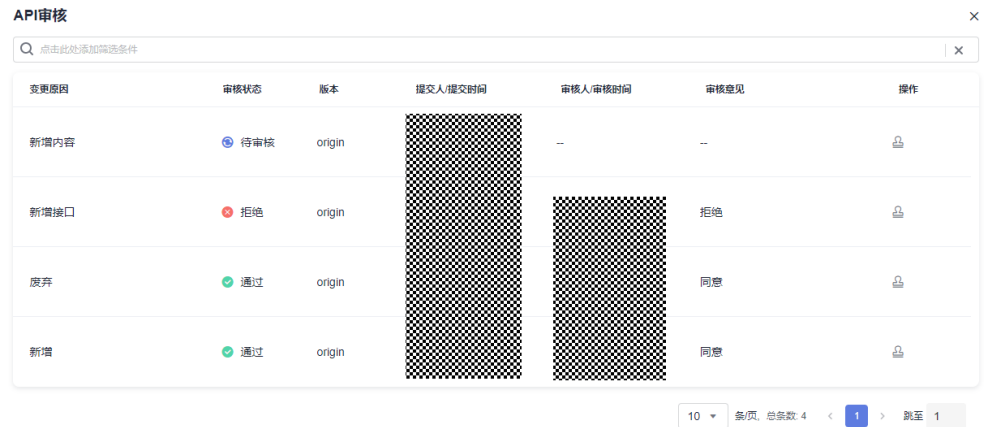 API审核
点击此处添加筛选条件
变更原因 审核状态 版本 提交人/提交时间 审核人/审核时间 审核意见 操作
新增内容 待审核 origin -- --
新增接口 拒绝 origin 拒绝
废弃 通过 origin 同意
新增 通过 origin 同意
10 条/页, 总条数: 4 1 跳至 1